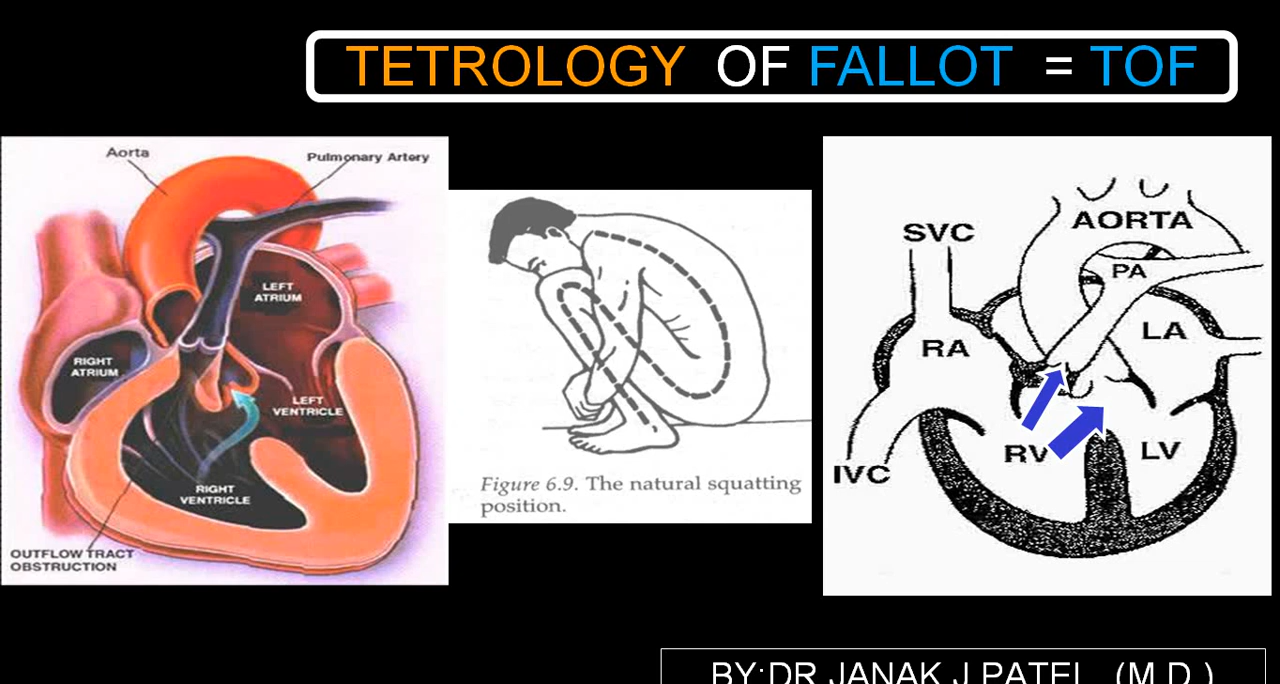 TETROLOGY OF FALLOT = TOF
Aorta
Pulmonary Artery
LEFT
ATRIUM
RIGHT
ATRIUM
LEFT
VENTRICLE
RIGHT
VENTRICLE
OUTFLOW TRACT
OBSTRUCTION
Figure 6.9. The natural squatting
position.
SVC
AORTA
PA
LA
RA
RV
LV
IVC
BY:DR JANAK J PATEL (M.D.)